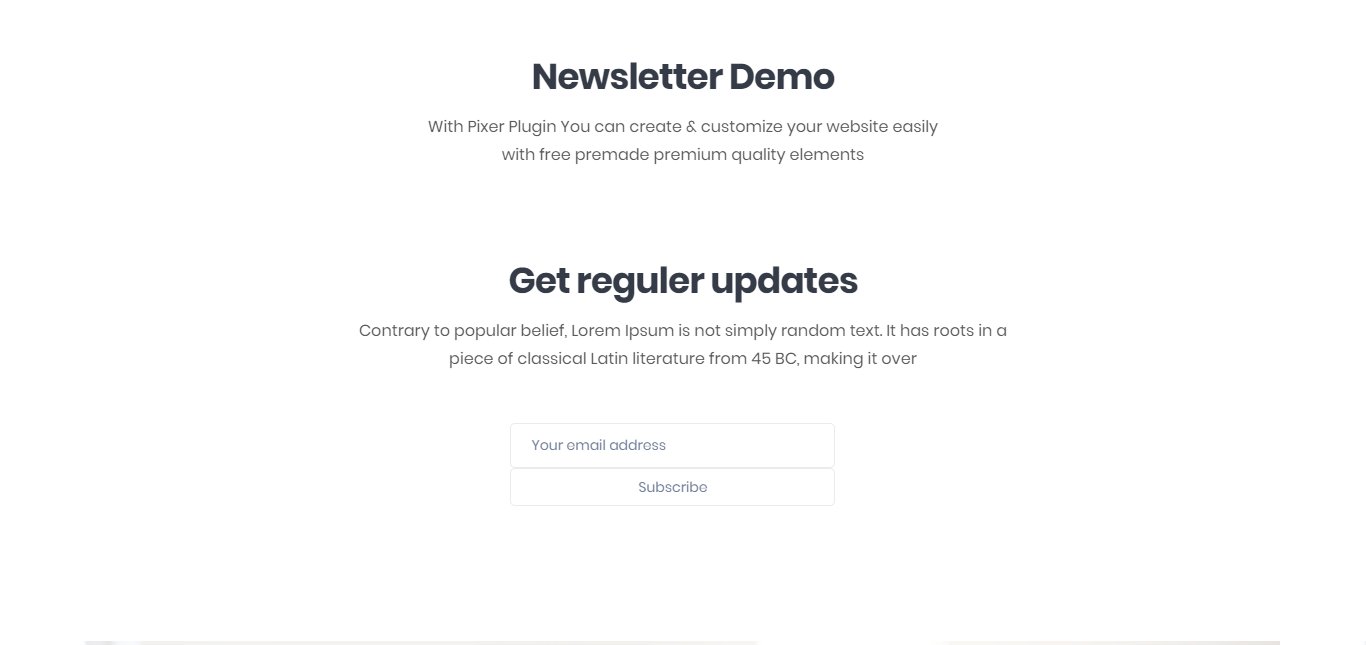 Newsletter Demo
With Pixer Plugin You can create & customize your website easily
with free premade premium quality elements
Get reguler updates
Contrary to popular belief, Lorem Ipsum is not simply random text. It has roots in a
piece of classical Latin literature from 45 BC, making it over
Your email address
Subscribe